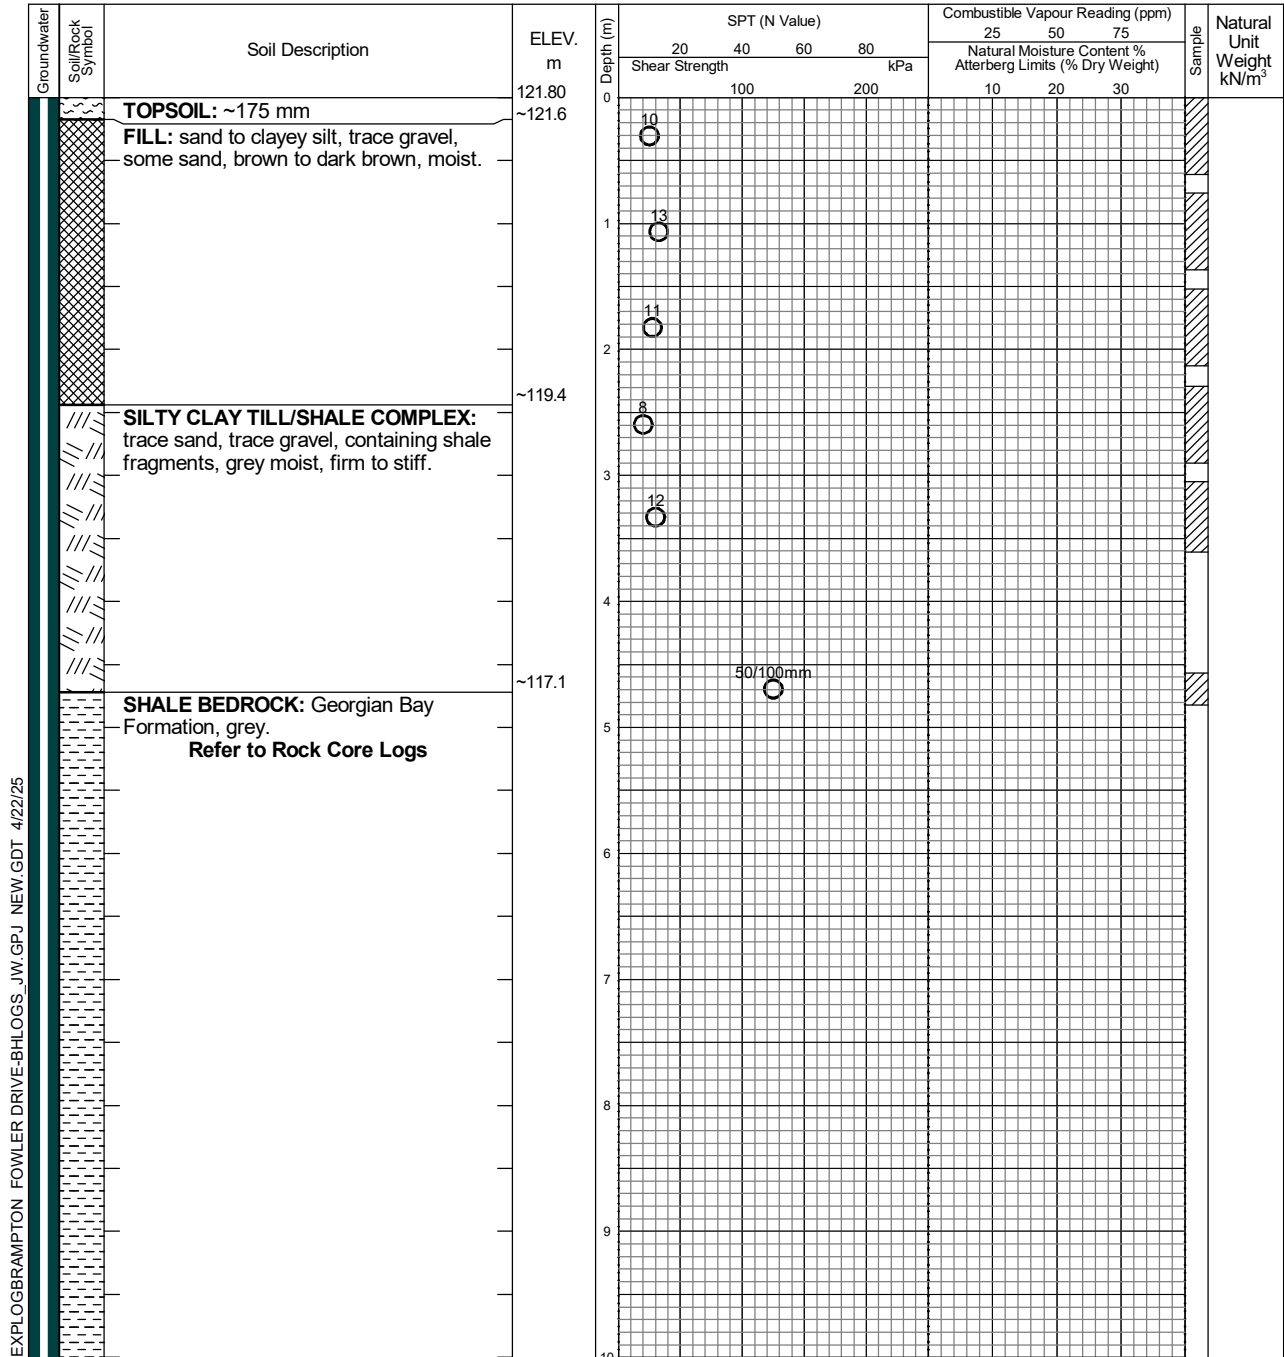 Groundwater
Soil/Rock
Symbol
Soil Description
ELEV.
m
121.80
Depth (m)
SPT (N Value)
20 40 60 80
Shear Strength kPa
100 200
Combustible Vapour Reading (ppm)
25 50 75
Natural Moisture Content %
Atterberg Limits (% Dry Weight)
10 20 30
Sample
Natural
Unit
Weight
kN/m³
0
TOPSOIL: ~175 mm
~121.6
FILL: sand to clayey silt, trace gravel,
some sand, brown to dark brown, moist.
10
13
1
11
2
~119.4
SILTY CLAY TILL/SHALE COMPLEX:
trace sand, trace gravel, containing shale
fragments, grey moist, firm to stiff.
8
3
12
4
50/100mm
~117.1
SHALE BEDROCK: Georgian Bay
Formation, grey.
Refer to Rock Core Logs
5
6
7
8
9
10
EXPLOGBRAMPTON FOWLER DRIVE-BHLOGS_JW.GPJ NEW.GDT 4/22/25